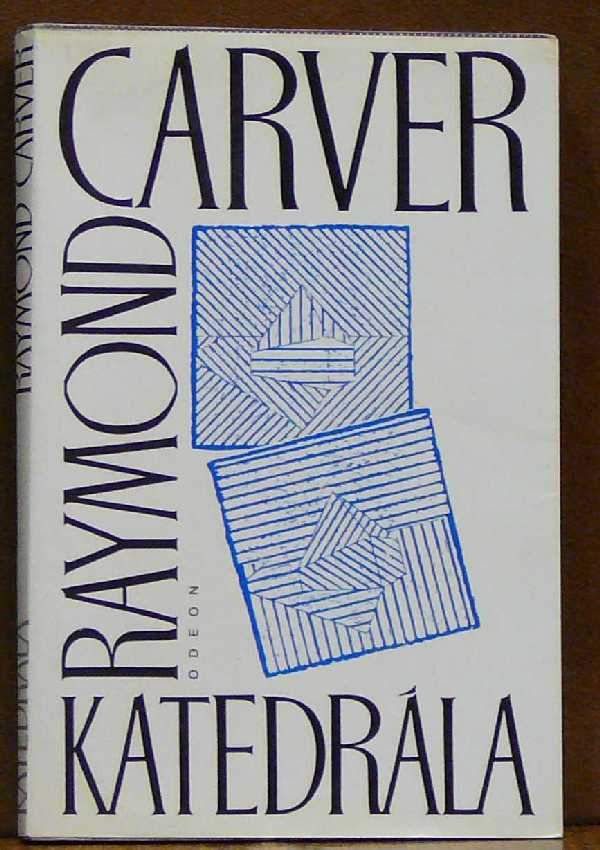 RAYMOND
CARVER
ODEON
KATEDRÁLA
RAYMOND CARVER
KATEDRÁLA